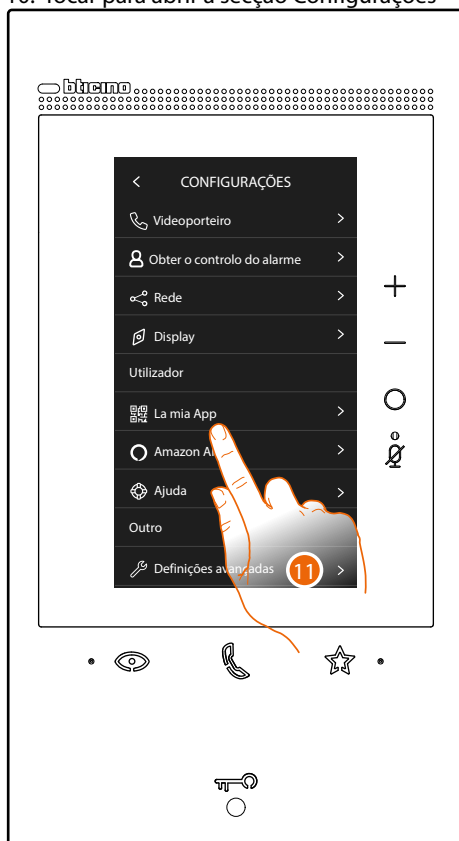 10. Tocar para abrir a secção Configurações
bticino
CONFIGURAÇÕES
Videoporteiro
Obter o controlo do alarme
Rede
Display
Utilizador
La mia App
Amazon Al
Ajuda
Outro
Definições avançadas
11